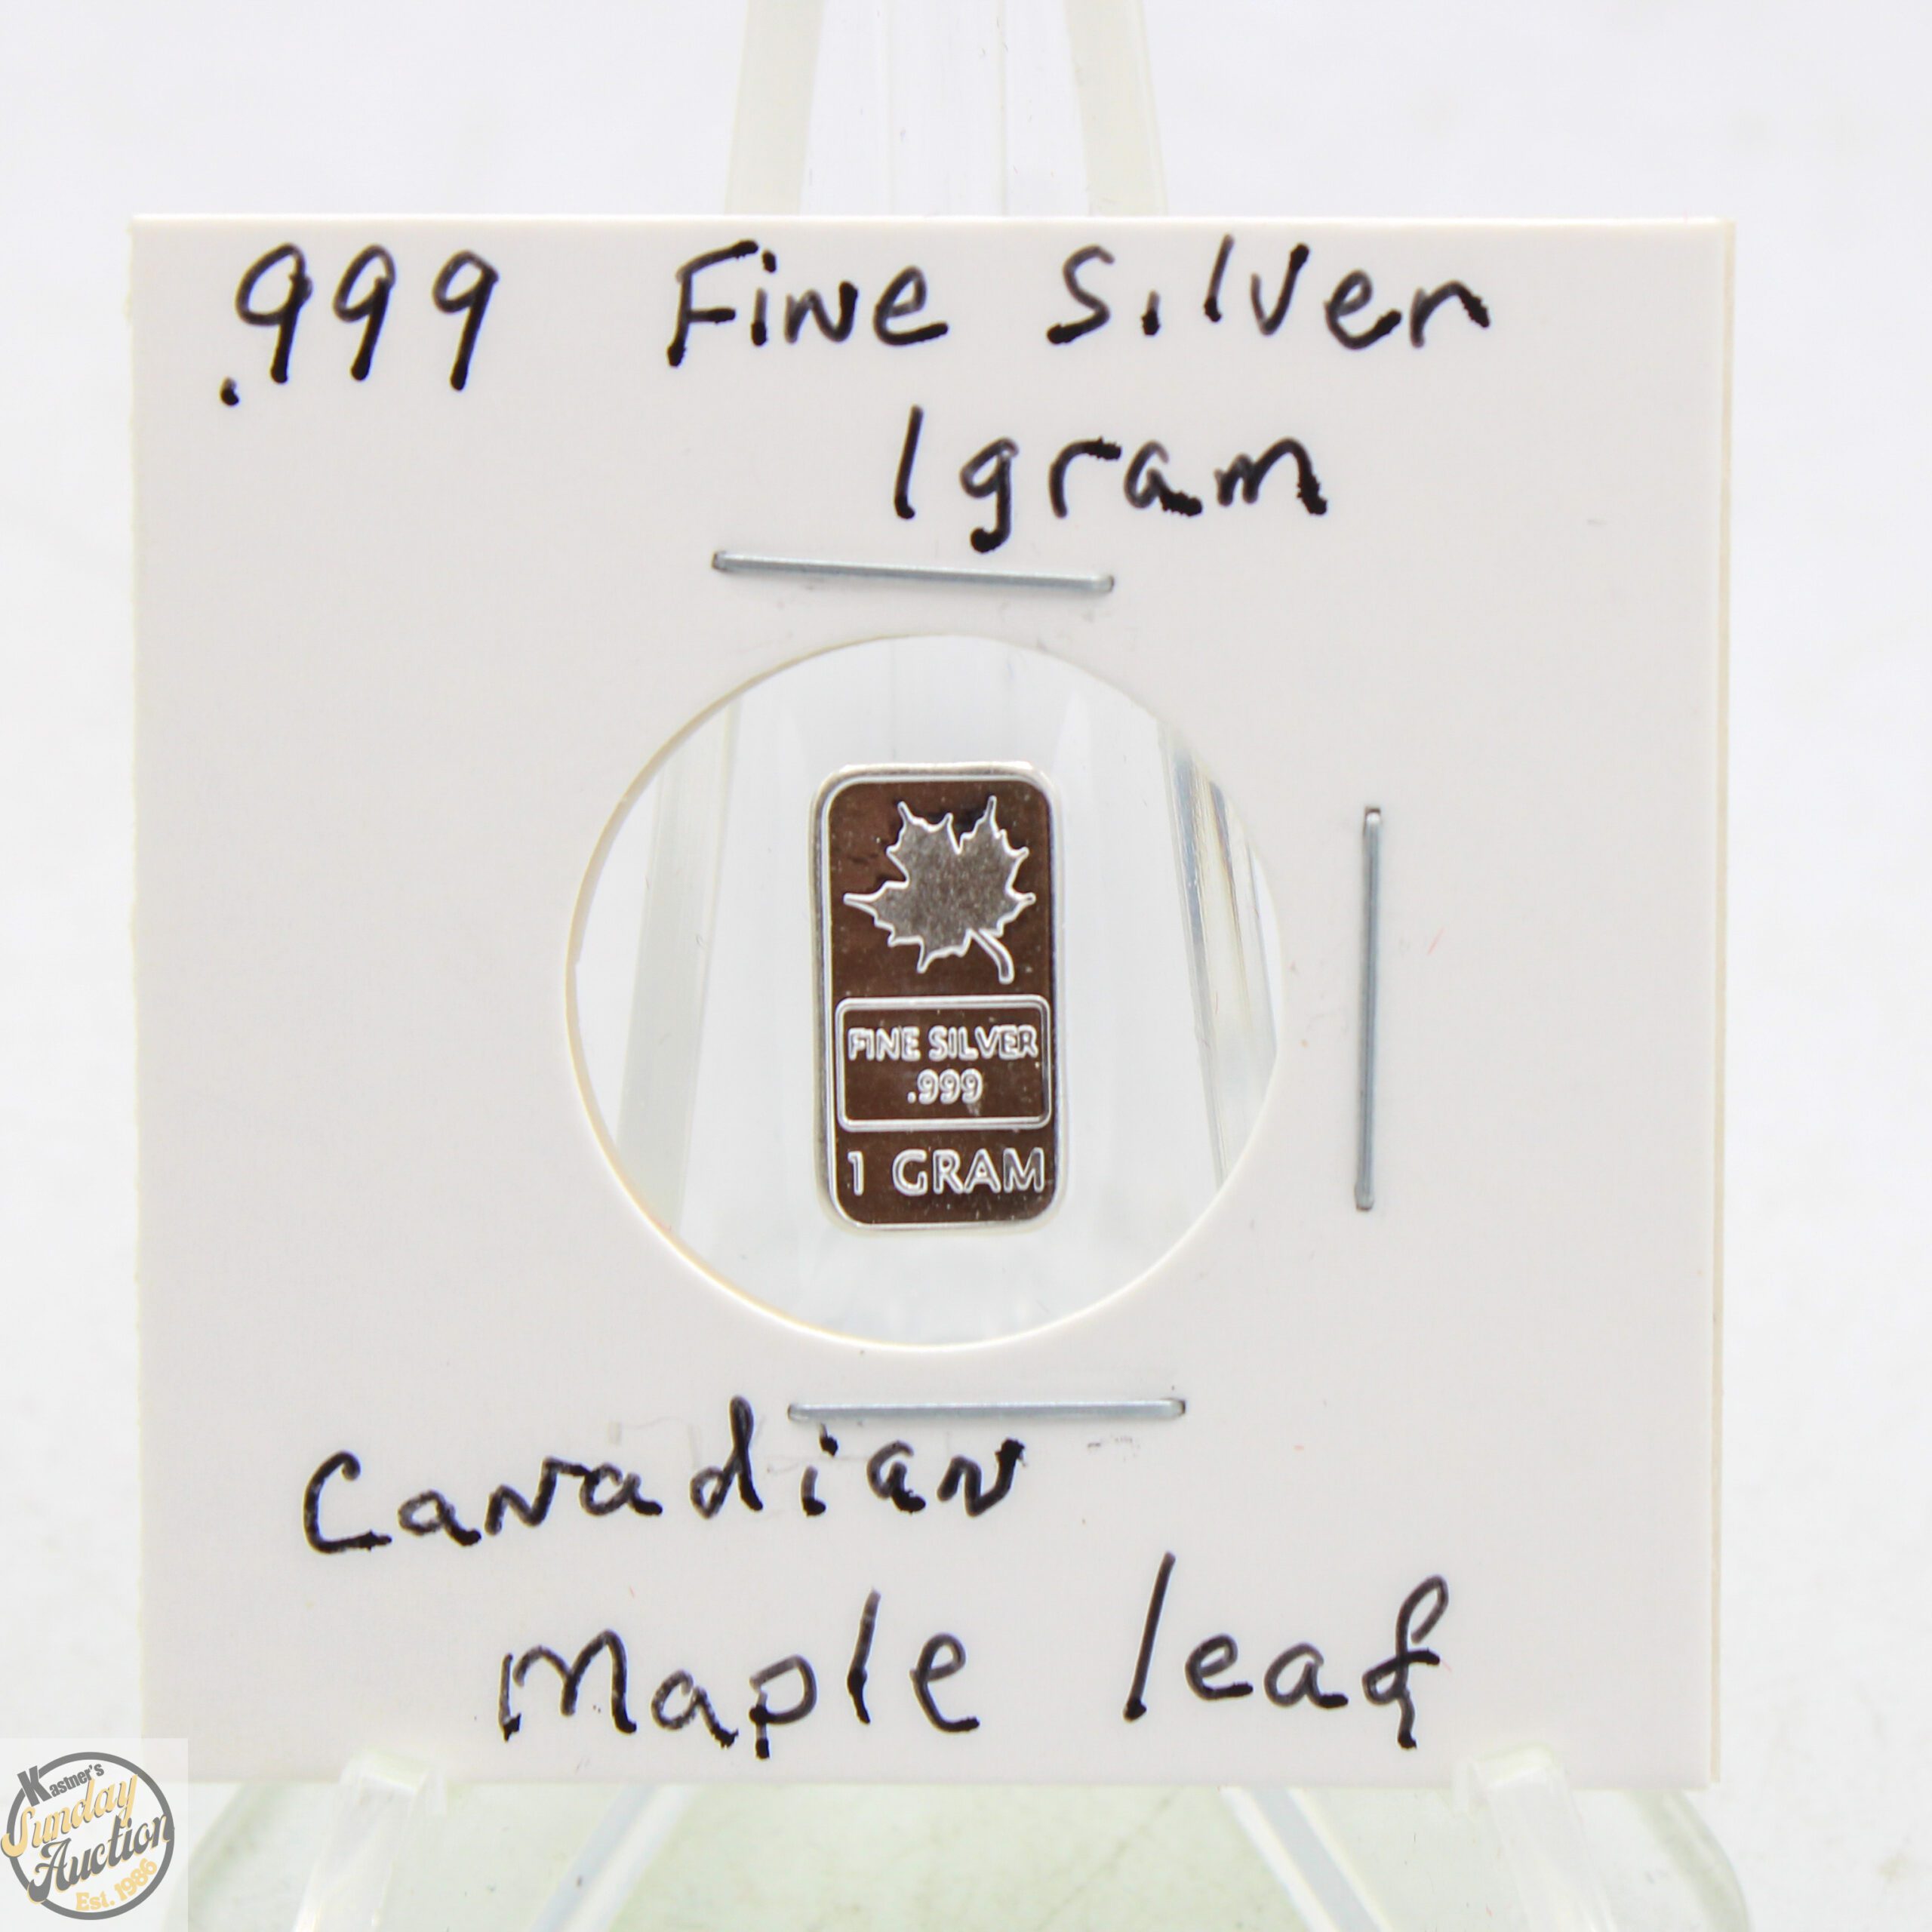 .999 Fine Silver
1gram
FINE SILVER
.999
1 GRAM
Canadian
Maple leaf
Kastner's
Sunday
Auction
Est. 1986